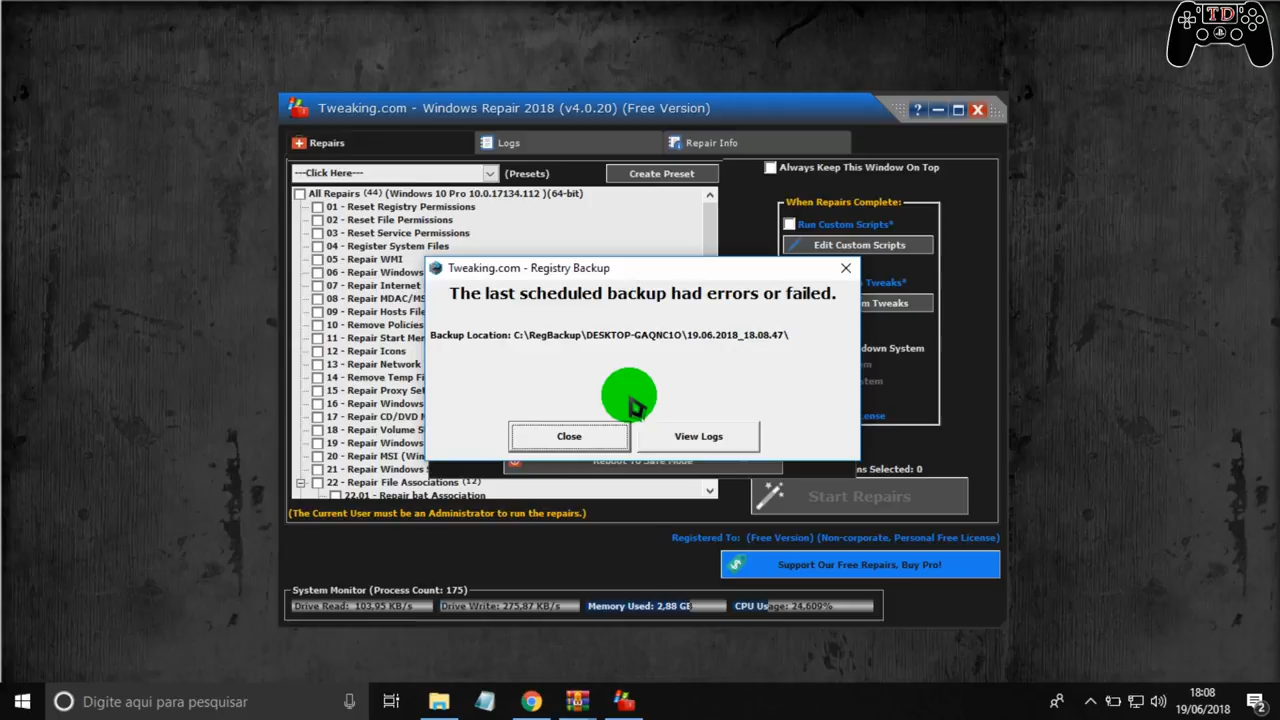 TD
Tweaking.com - Windows Repair 2018 (v4.0.20) (Free Version)
?
Repairs
Logs
Repair Info
---Click Here---
(Presets)
Create Preset
Always Keep This Window On Top
All Repairs (44) (Windows 10 Pro 10.0.17134.112 )(64-bit)
When Repairs Complete:
01 - Reset Registry Permissions
02 - Reset File Permissions
Run Custom Scripts*
03 - Reset Service Permissions
04 - Register System Files
Edit Custom Scripts
05 - Repair WMI
06 - Repair Windows
07 - Repair Internet
Tweaks*
08 - Repair MDAC/MS
Tweaks
09 - Repair Hosts Fi
10 - Remove Policies
11 - Repair Start Men
12 - Repair Icons
13 - Repair Network
14 - Remove Temp Fi
15 - Repair Proxy Set
16 - Repair Windows
17 - Repair CD/DVD M
18 - Repair Volume S
19 - Repair Windows
20 - Repair MSI (Win
21 - Repair Windows S
22 - Repair File Associations (12)
22.01 - Repair bat Association
down System
em
stem
ense
Tweaking.com - Registry Backup
The last scheduled backup had errors or failed.
Backup Location: C:\RegBackup\DESKTOP-GAQNC1O\19.06.2018_18.08.47\
Close
View Logs
Reboot To Safe Mode
ns Selected: 0
Start Repairs
(The Current User must be an Administrator to run the repairs.)
Registered To: (Free Version) (Non-corporate, Personal Free License)
Support Our Free Repairs, Buy Pro!
System Monitor (Process Count: 175)
Drive Read: 103,95 KB/s
Drive Write: 275,87 KB/s
Memory Used: 2,88 GB
CPU Usage: 24.609%
Digite aqui para pesquisar
18:08
19/06/2018
2